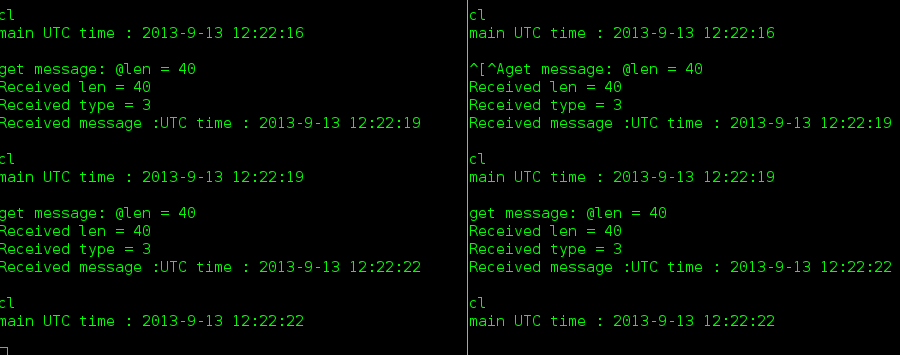 cl
main UTC time : 2013-9-13 12:22:16
get message: @len = 40
Received len = 40
Received type = 3
Received message :UTC time : 2013-9-13 12:22:19
cl
main UTC time : 2013-9-13 12:22:19
get message: @len = 40
Received len = 40
Received type = 3
Received message :UTC time : 2013-9-13 12:22:22
cl
main UTC time : 2013-9-13 12:22:22
cl
main UTC time : 2013-9-13 12:22:16
^[^Aget message: @len = 40
Received len = 40
Received type = 3
Received message :UTC time : 2013-9-13 12:22:19
cl
main UTC time : 2013-9-13 12:22:19
get message: @len = 40
Received len = 40
Received type = 3
Received message :UTC time : 2013-9-13 12:22:22
cl
main UTC time : 2013-9-13 12:22:22